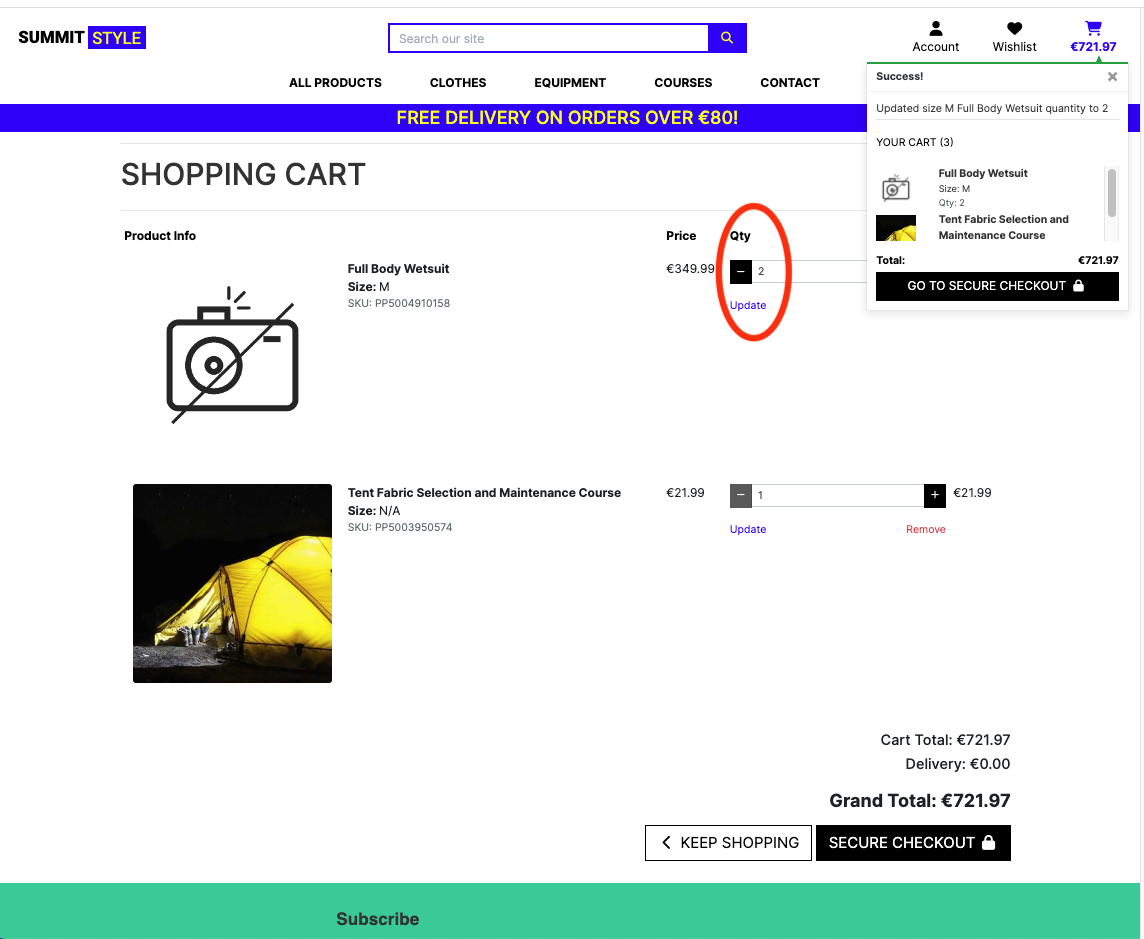 SUMMIT STYLE
Search our site
Account
Wishlist
€721.97
ALL PRODUCTS
CLOTHES
EQUIPMENT
COURSES
CONTACT
FREE DELIVERY ON ORDERS OVER €80!
Success!
Updated size M Full Body Wetsuit quantity to 2
YOUR CART (3)
Full Body Wetsuit
Size: M
Qty: 2
Tent Fabric Selection and
Maintenance Course
Total: €721.97
GO TO SECURE CHECKOUT
SHOPPING CART
Product Info Price Qty
Full Body Wetsuit €349.99 − 2
Size: M
SKU: PP5004910158
Update
Tent Fabric Selection and Maintenance Course €21.99 − 1 + €21.99
Size: N/A
SKU: PP5003950574
Update Remove
Cart Total: €721.97
Delivery: €0.00
Grand Total: €721.97
KEEP SHOPPING
SECURE CHECKOUT
Subscribe